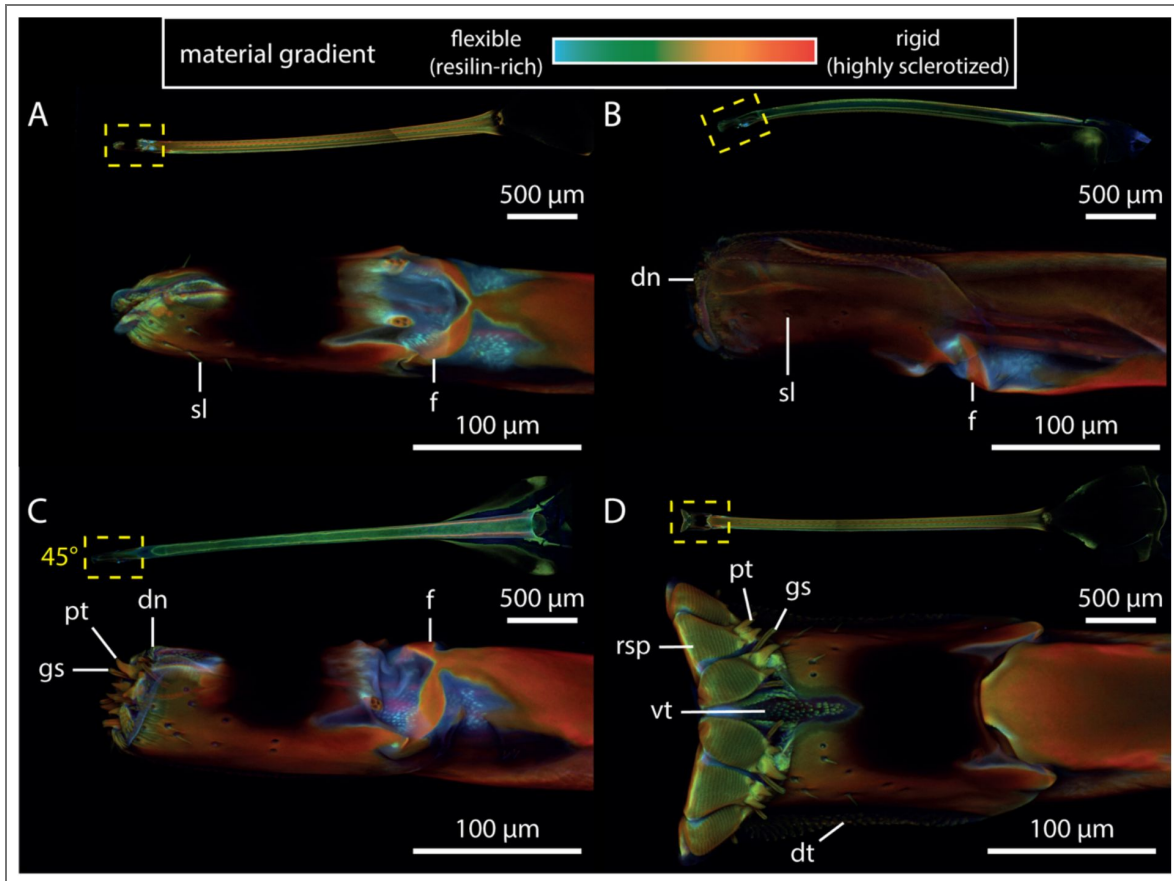 material gradient
flexible
(resilin-rich)
rigid
(highly sclerotized)
A
500 µm
sl
f
100 µm
B
500 µm
dn
sl
f
100 µm
C
45°
500 µm
pt
dn
f
gs
100 µm
D
500 µm
pt
gs
rsp
vt
dt
100 µm